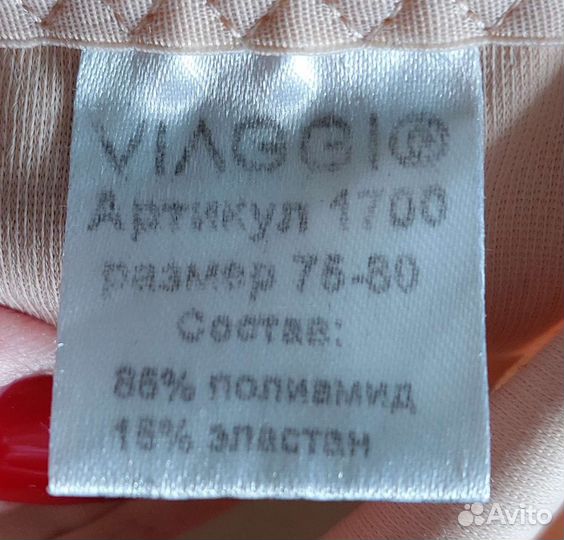 VIAGGIO
Артикул 1700
размер 75-80
Состав:
85% полиамид
15% эластан
Avito